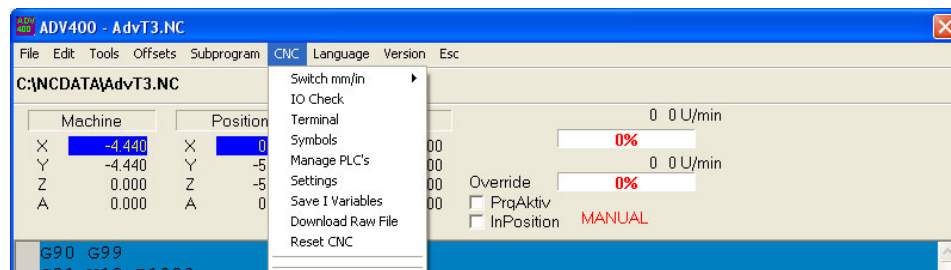 ADV 400 ADV400 - AdvT3.NC
File Edit Tools Offsets Subprogram CNC Language Version Esc
C:\NCDATA\AdvT3.NC
Switch mm/in
IO Check
Terminal
Symbols
Manage PLC's
Settings
Save I Variables
Download Raw File
Reset CNC
Machine Position
X -4.440 X 0 00
Y -4.440 Y -5 00
Z 0.000 Z -5 00
A 0.000 A 0 00
0 0 U/min
0%
0 0 U/min
Override 0%
PrqAktiv
InPosition MANUAL
G90 G99